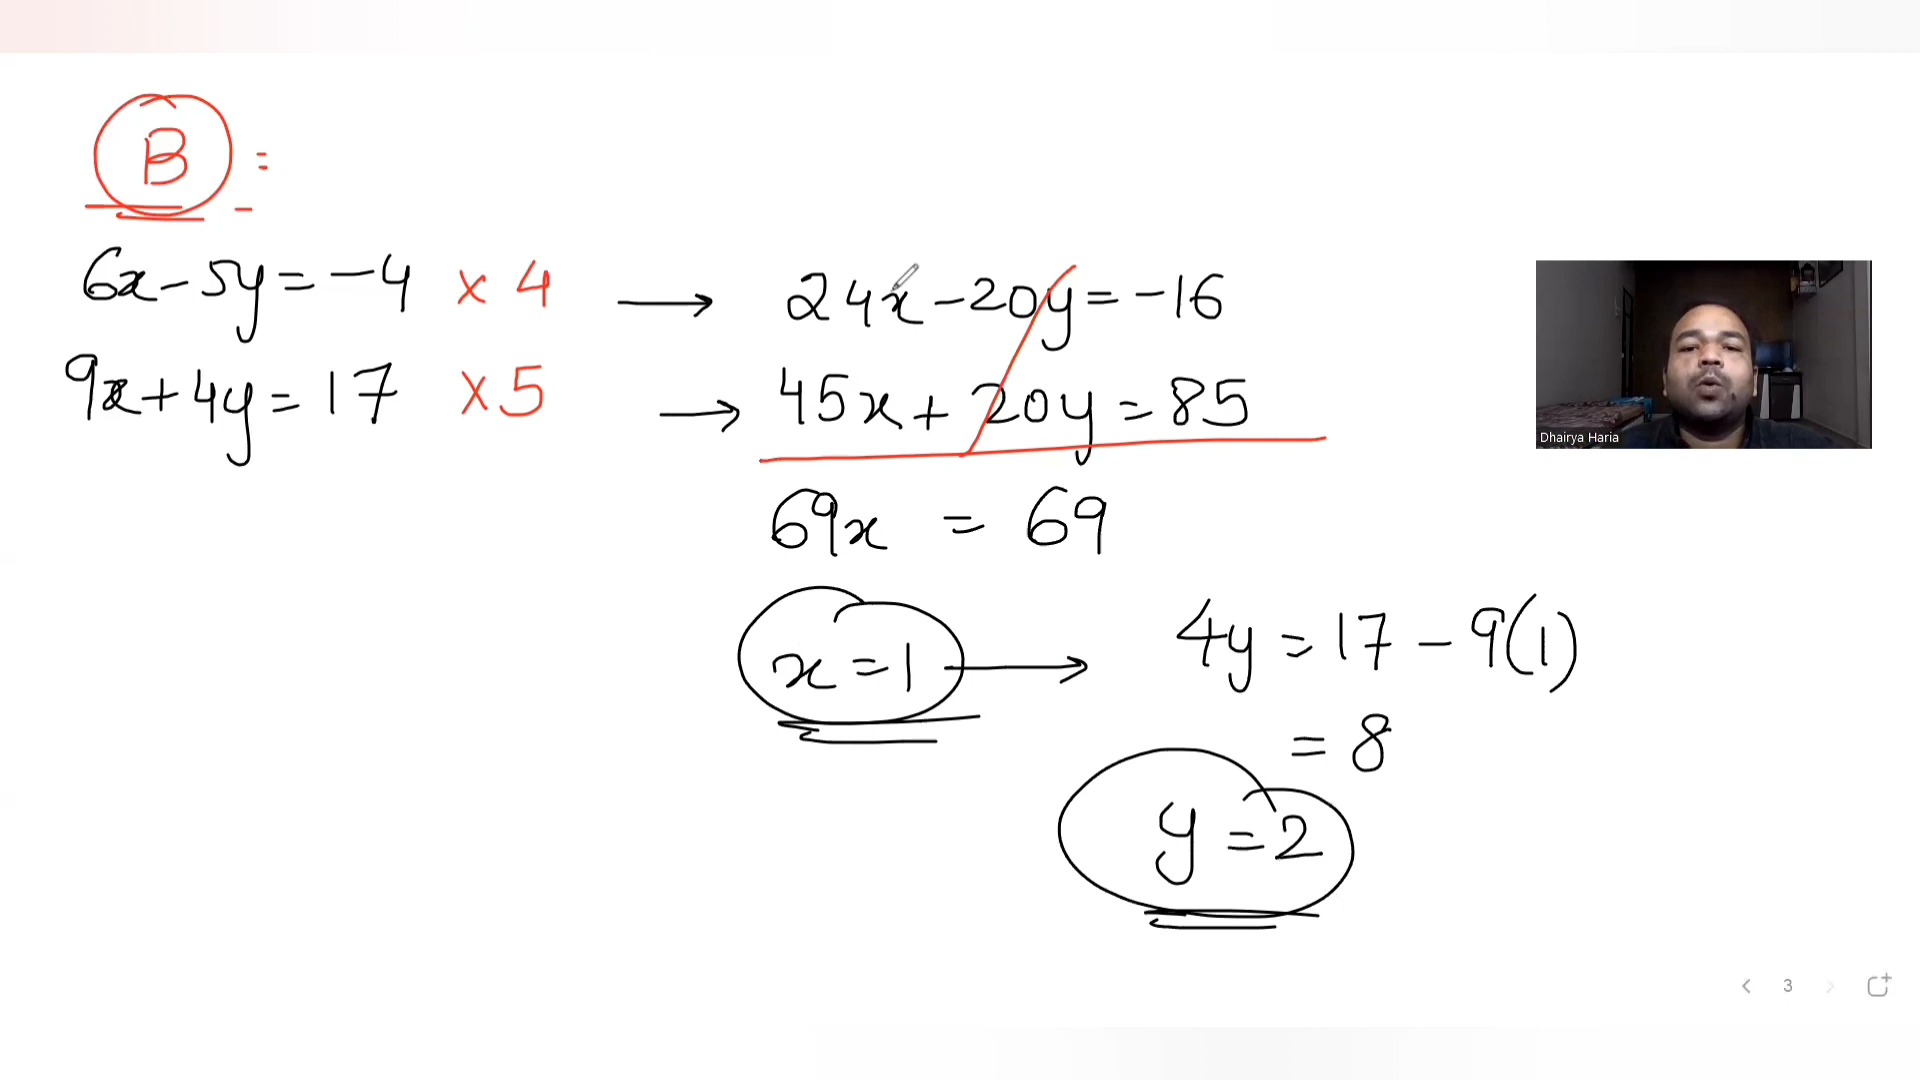 B :
6x-5y=-4 × 4 → 24x-20y=-16
9x+4y=17 ×5 → 45x+20y=85
69x = 69
x=1 → 4y=17-9(1)
=8
y=2
Dhairya Haria
3